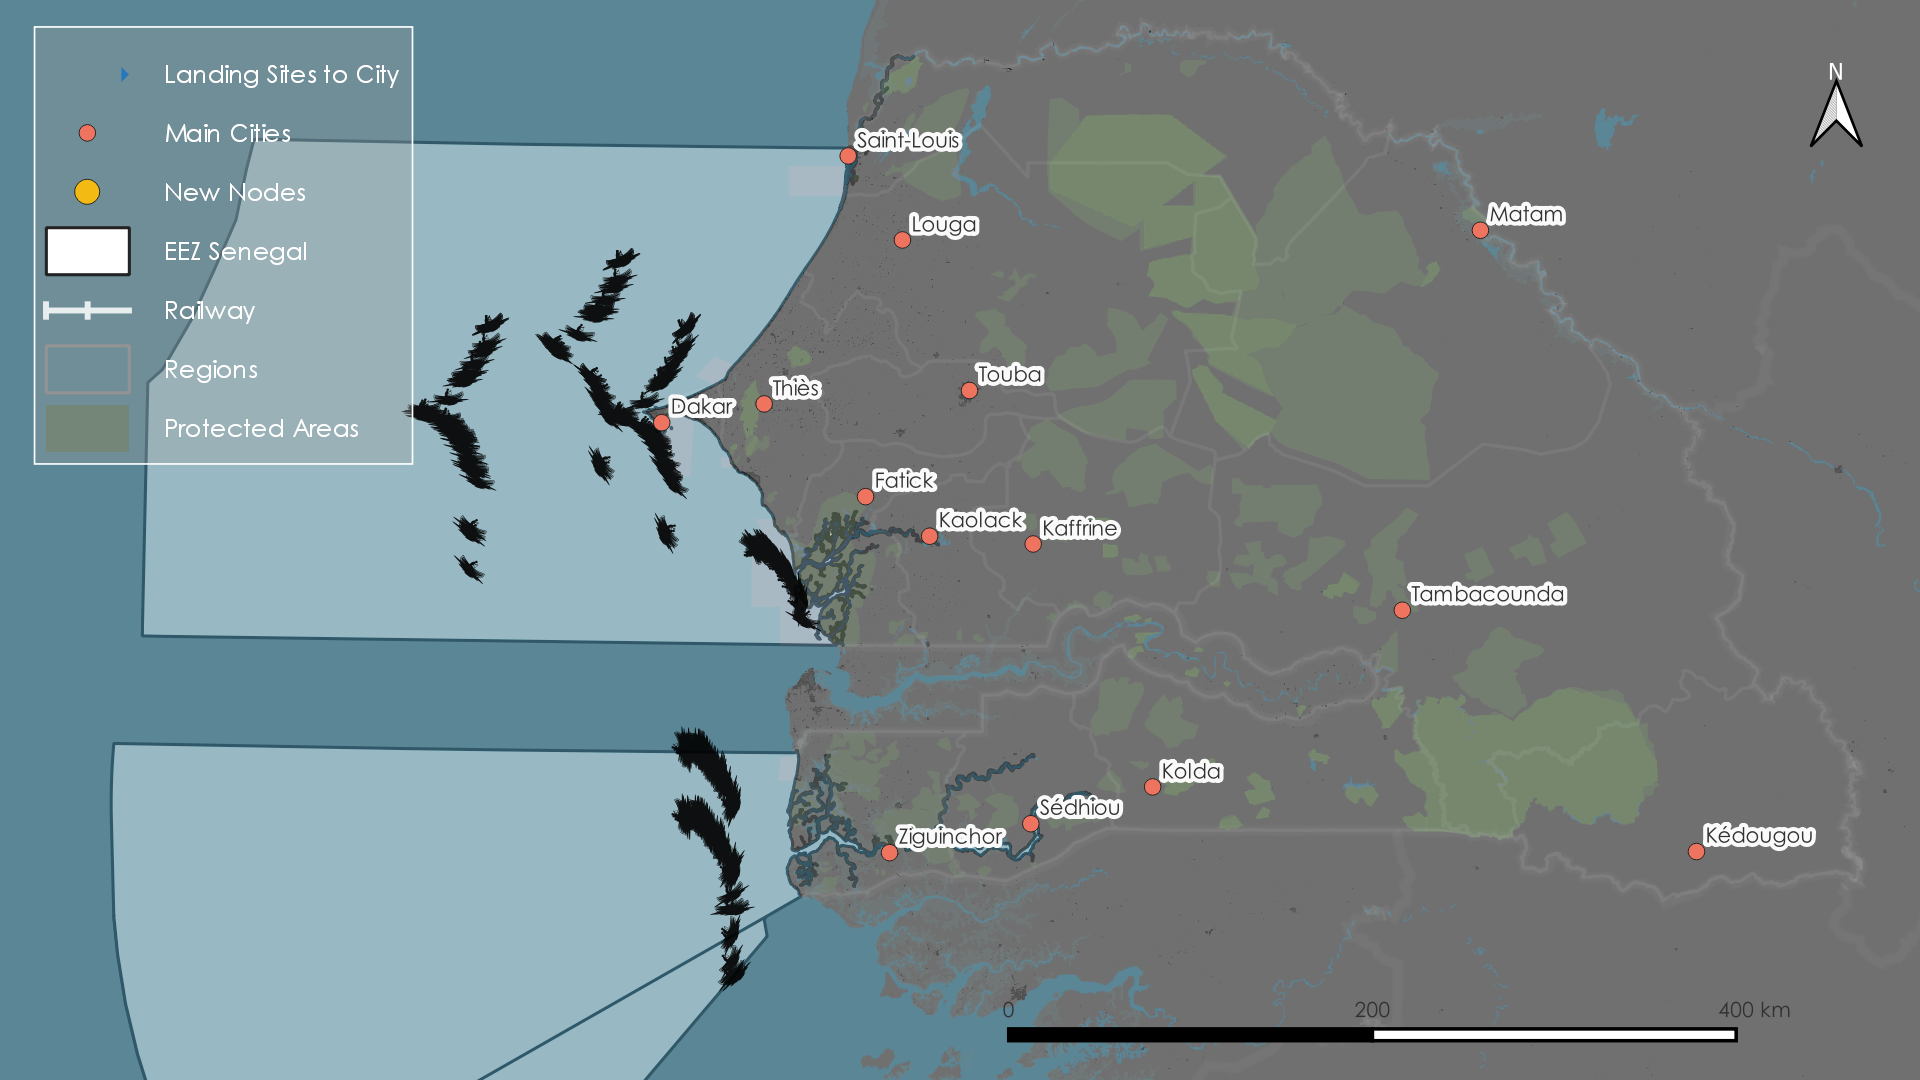 Landing Sites to City
Main Cities
New Nodes
EEZ Senegal
Railway
Regions
Protected Areas
N
Saint-Louis
Matam
Louga
Touba
Thiès
Dakar
Fatick
Kaolack
Kaffrine
Tambacounda
Kolda
Sédhiou
Ziguinchor
Kédougou
0 200 400 km